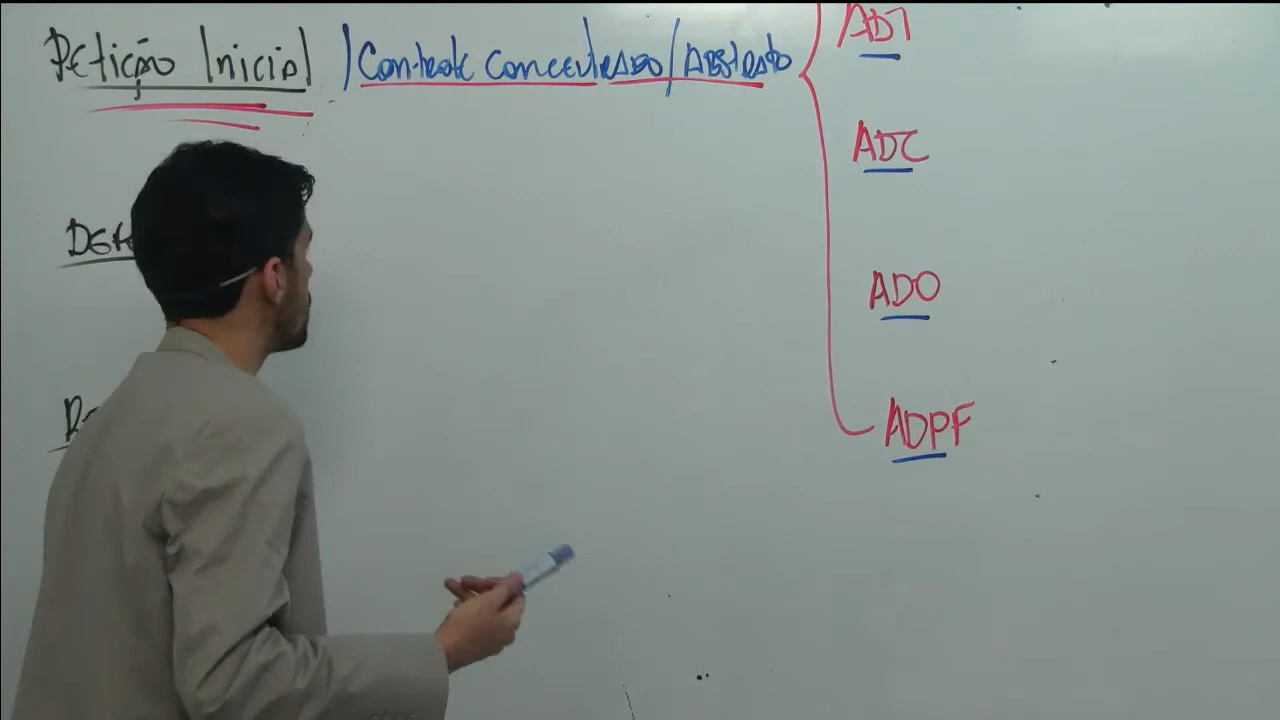 Petição Inicial / Controle Concentrado / Abstrato
ADI
ADC
ADO
ADPF